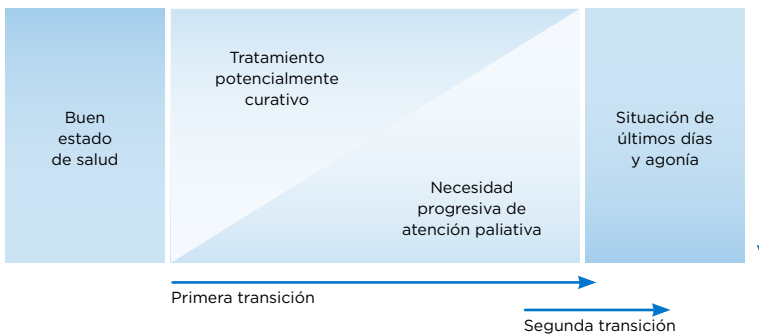 Buen
estado
de salud
Tratamiento
potencialmente
curativo
Necesidad
progresiva de
atención paliativa
Situación de
últimos días
y agonía
Primera transición
Segunda transición